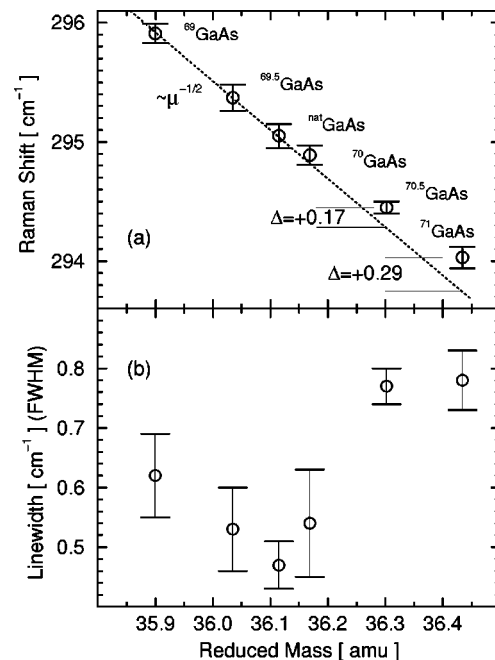 296
⁶⁹GaAs
⁶⁹·⁵GaAs
~μ⁻¹/²
ⁿᵃᵗGaAs
295
⁷⁰GaAs
⁷⁰·⁵GaAs
Δ=+0.17
⁷¹GaAs
(a)
294
Δ=+0.29
Raman Shift [ cm⁻¹ ]
(b)
0.8
0.7
0.6
0.5
Linewidth [ cm⁻¹ ] (FWHM)
35.9 36.0 36.1 36.2 36.3 36.4
Reduced Mass [ amu ]